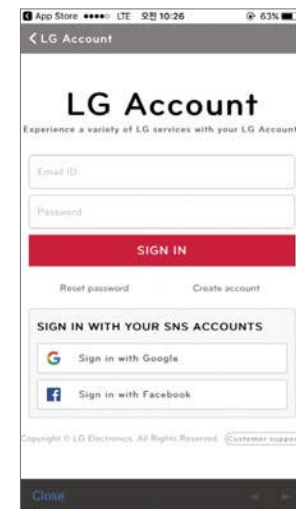 App Store LTE 오전 10:26 63%
LG Account
LG Account
Experience a variety of LG services with your LG Account
Email ID
Password
SIGN IN
Reset password Create account
SIGN IN WITH YOUR SNS ACCOUNTS
G Sign in with Google
f Sign in with Facebook
Copyright © LG Electronics. All Rights Reserved. Customer suppor
Close